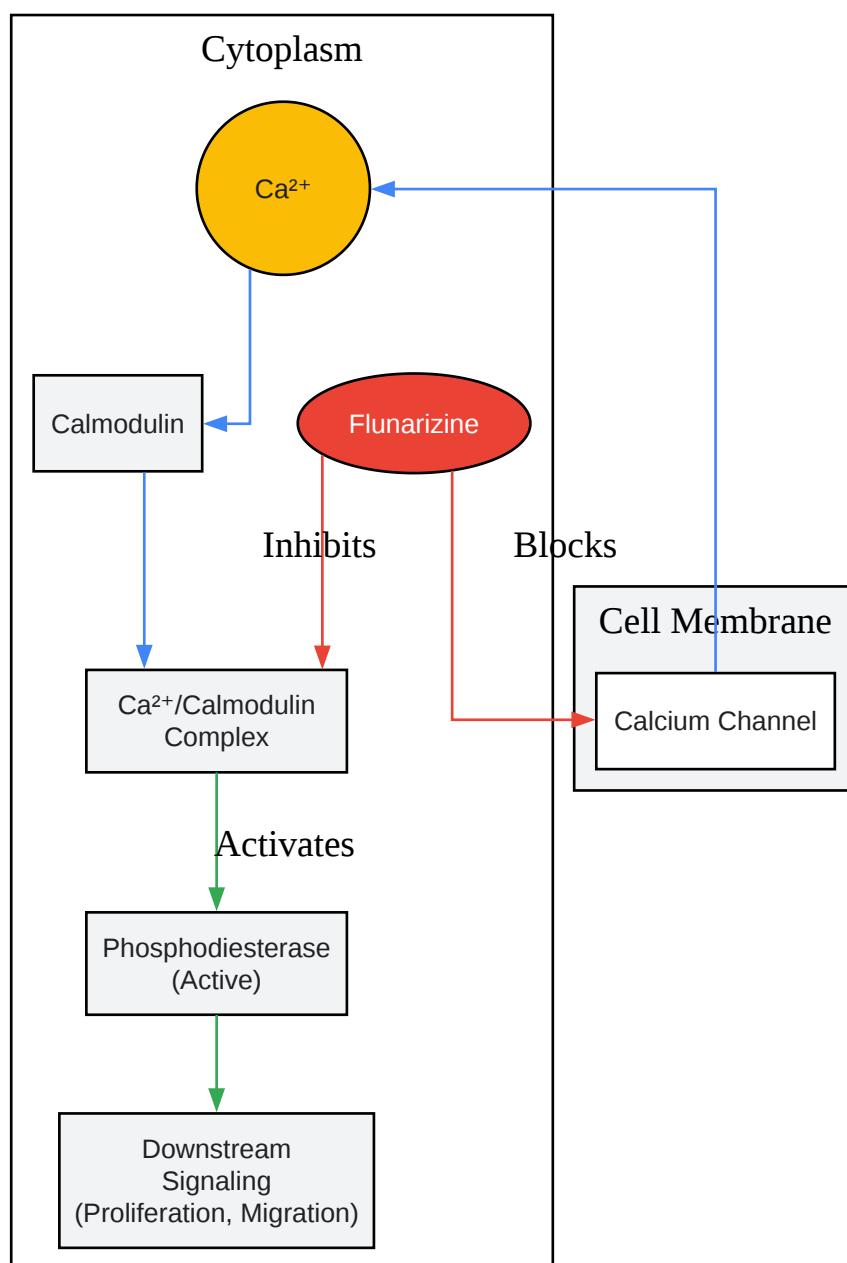 Cytoplasm
Ca²⁺
Calmodulin
Flunarizine
Inhibits
Blocks
Cell Membrane
Calcium Channel
Ca²⁺/Calmodulin
Complex
Activates
Phosphodiesterase
(Active)
Downstream
Signaling
(Proliferation, Migration)